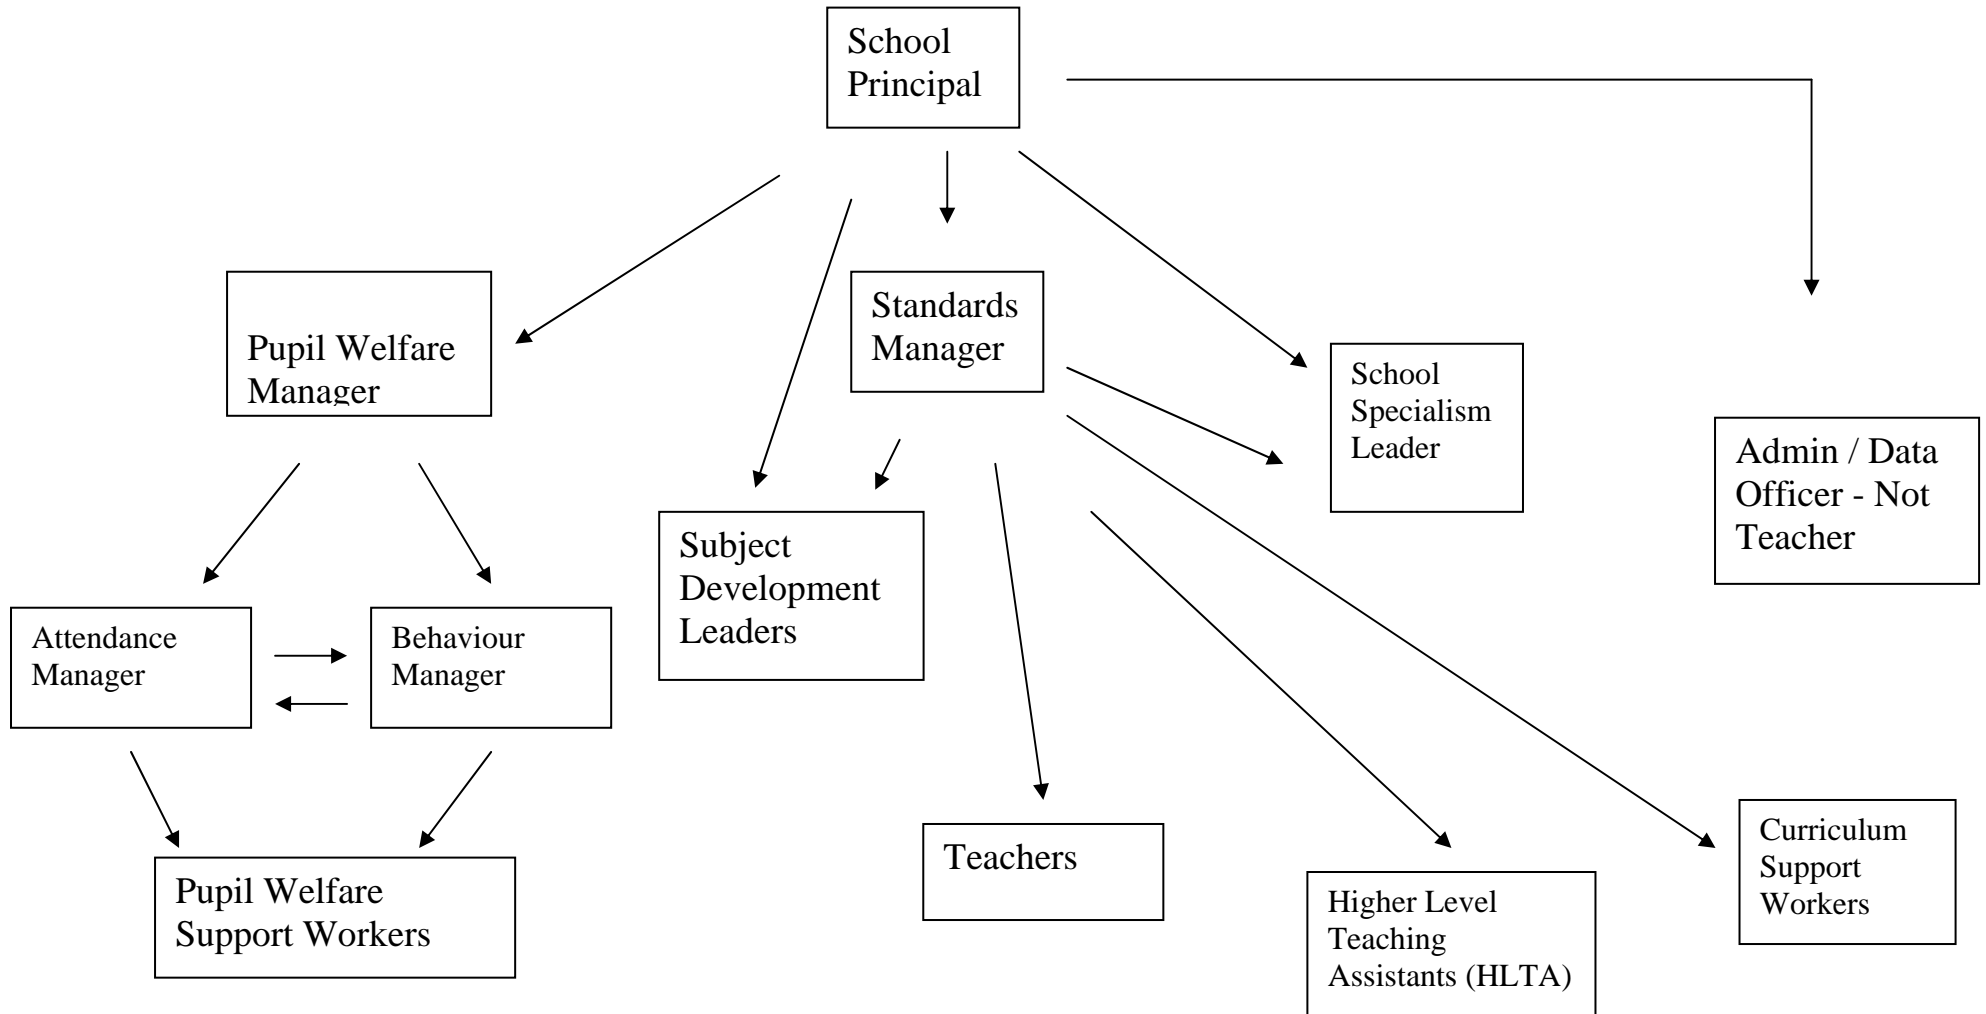 School
Principal
Pupil Welfare
Manager
Standards
Manager
School
Specialism
Leader
Admin / Data
Officer - Not
Teacher
Subject
Development
Leaders
Attendance
Manager
Behaviour
Manager
Teachers
Curriculum
Support
Workers
Pupil Welfare
Support Workers
Higher Level
Teaching
Assistants (HLTA)